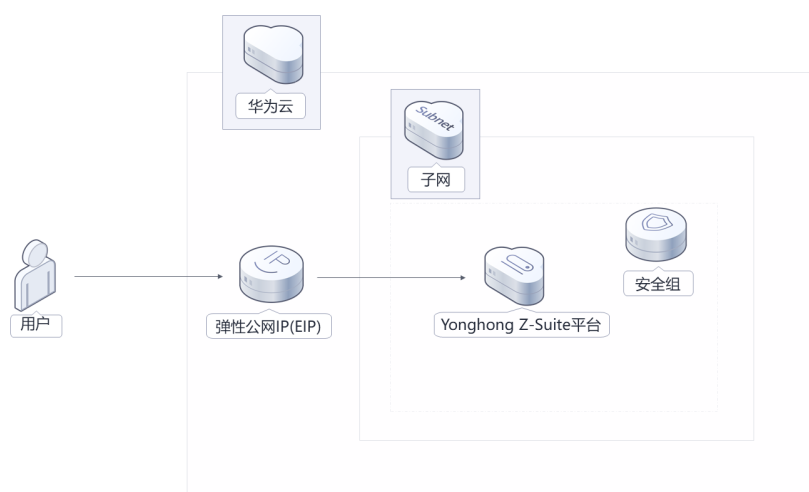 华为云
Subnet
子网
IP
安全组
用户
弹性公网IP(EIP)
Yonghong Z-Suite平台